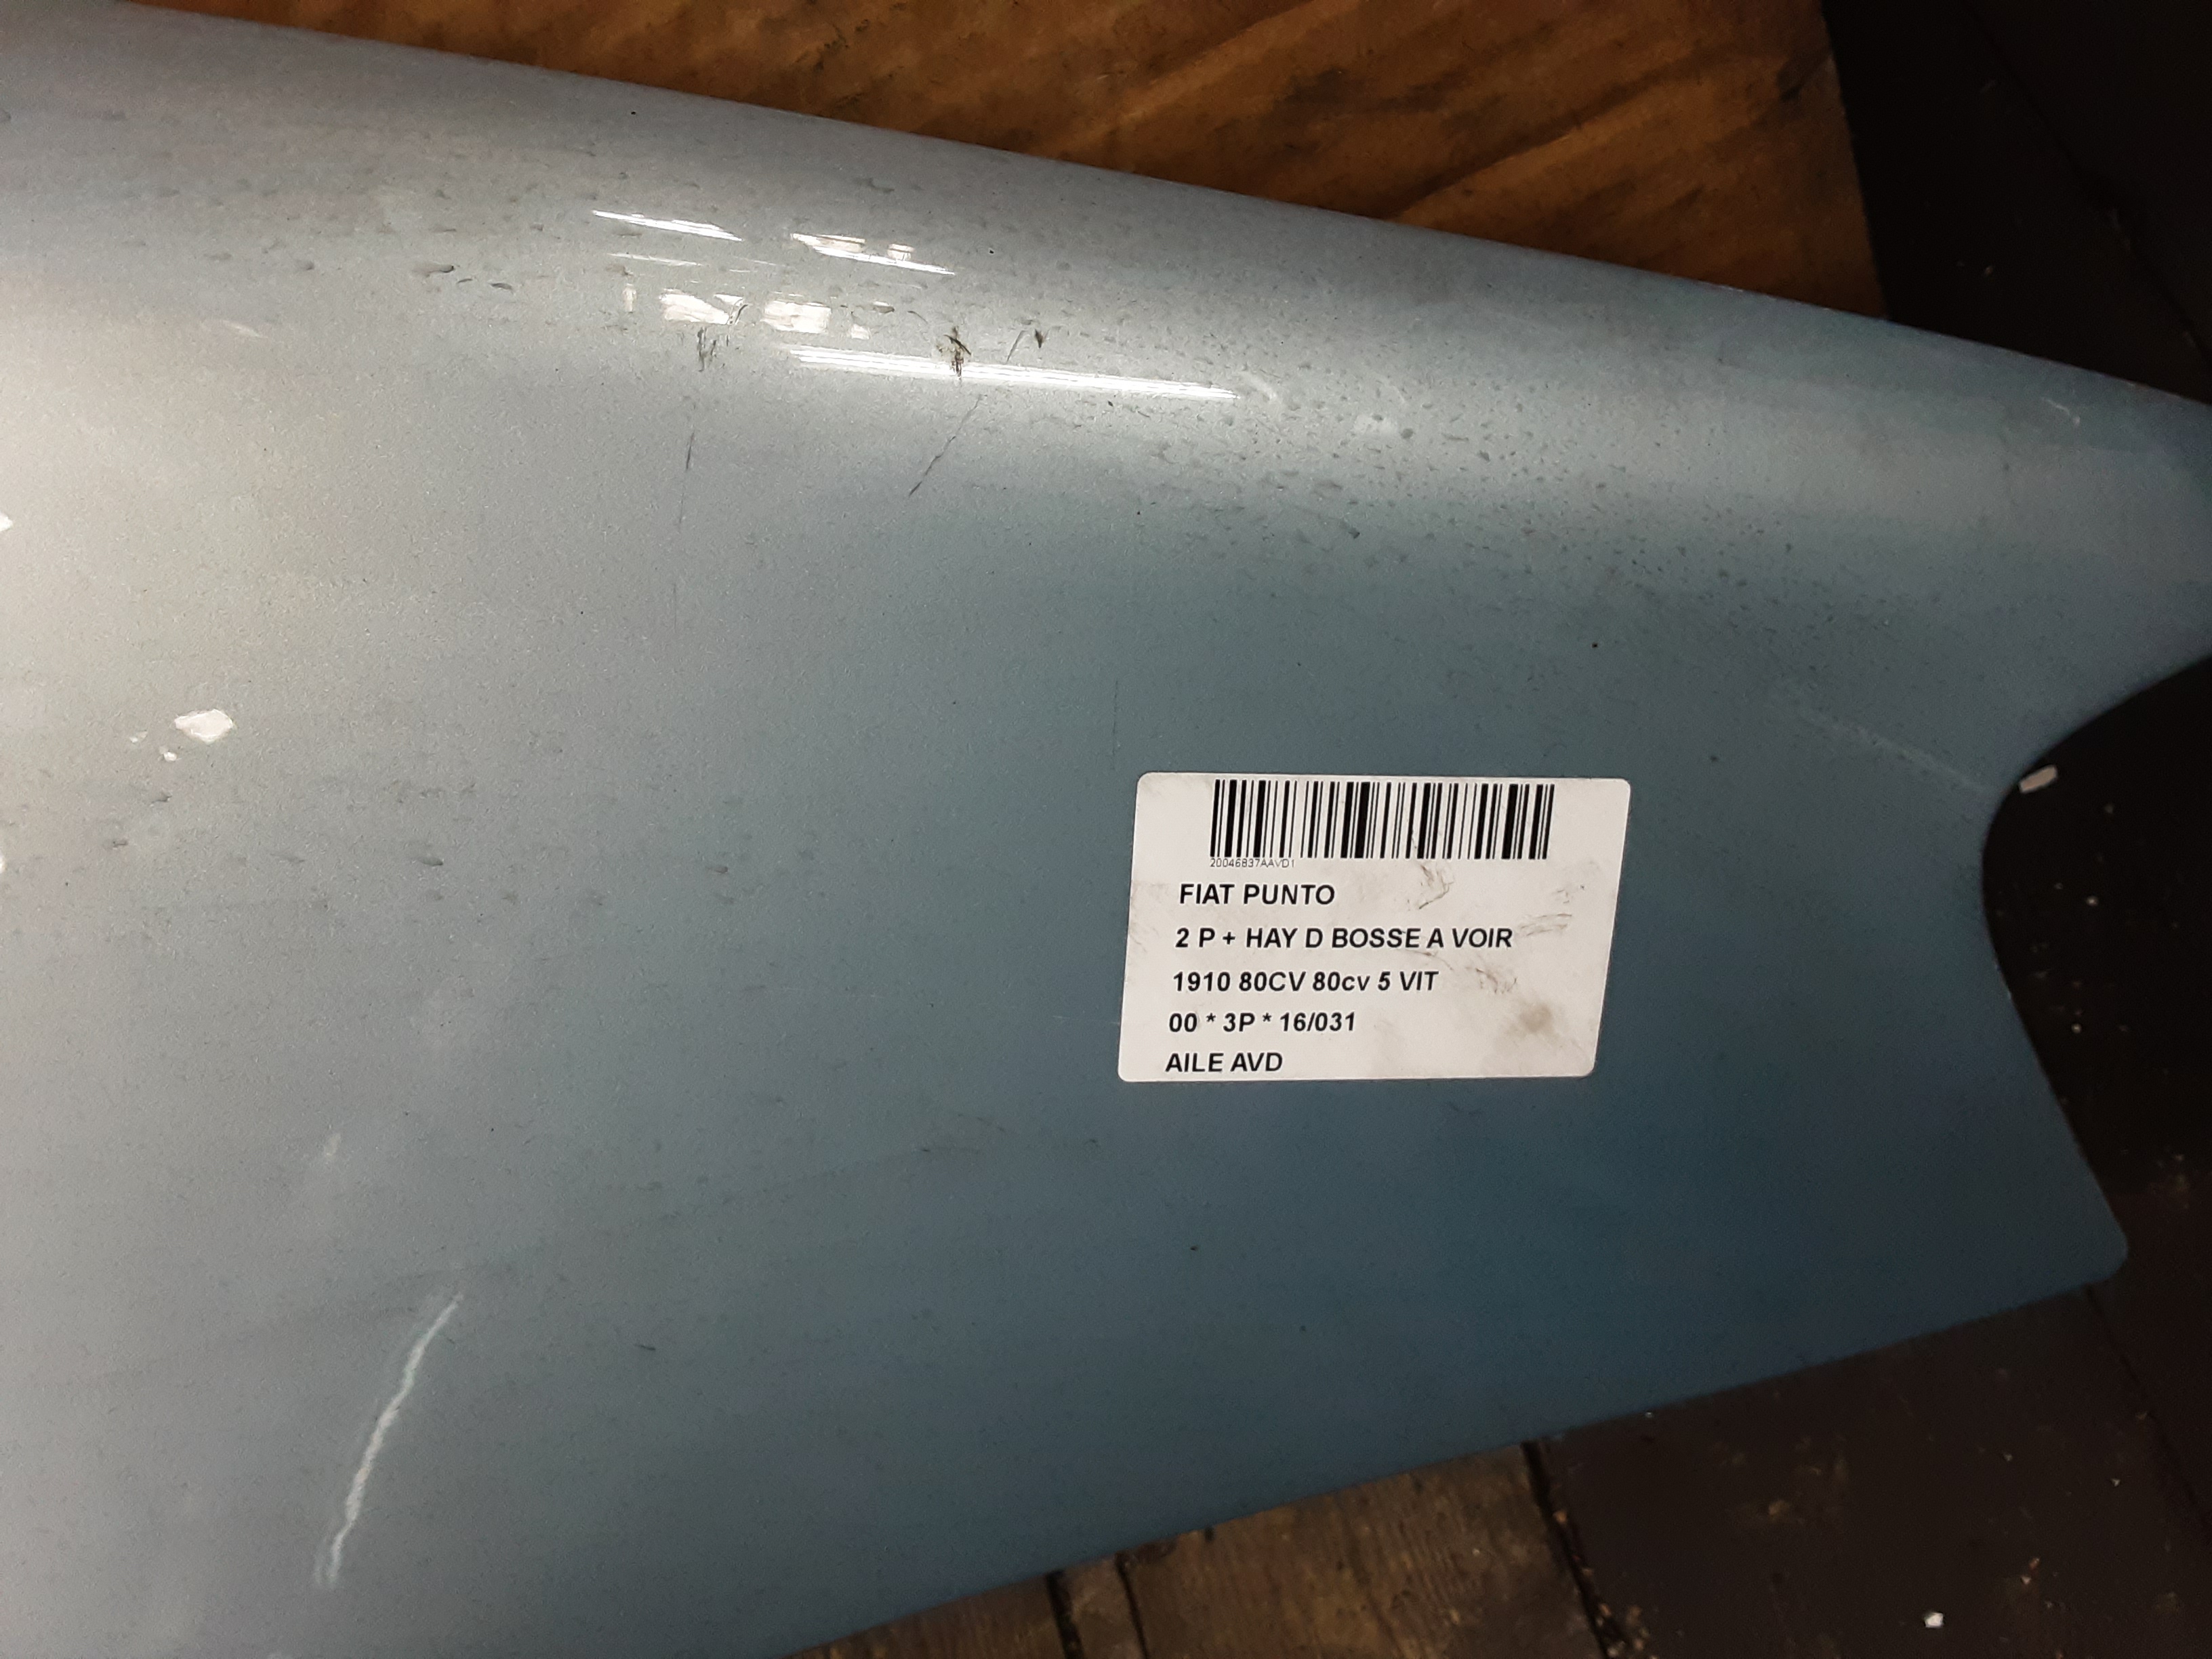 20046837AAVD1
FIAT PUNTO
2 P + HAY D BOSSE A VOIR
1910 80CV 80cv 5 VIT
00 * 3P * 16/031
AILE AVD